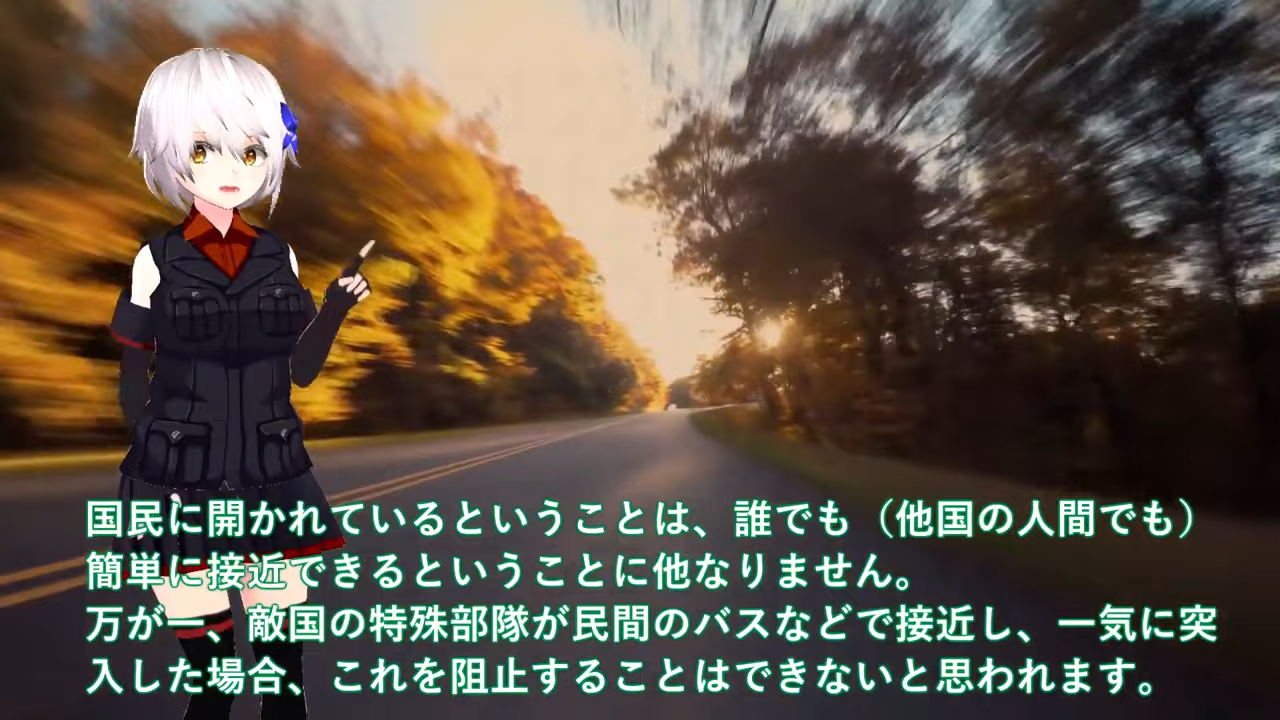 国民に開かれているということは、誰でも（他国の人間でも）
簡単に接近できるということに他なりません。
万が一、敵国の特殊部隊が民間のバスなどで接近し、一気に突
入した場合、これを阻止することはできないと思われます。